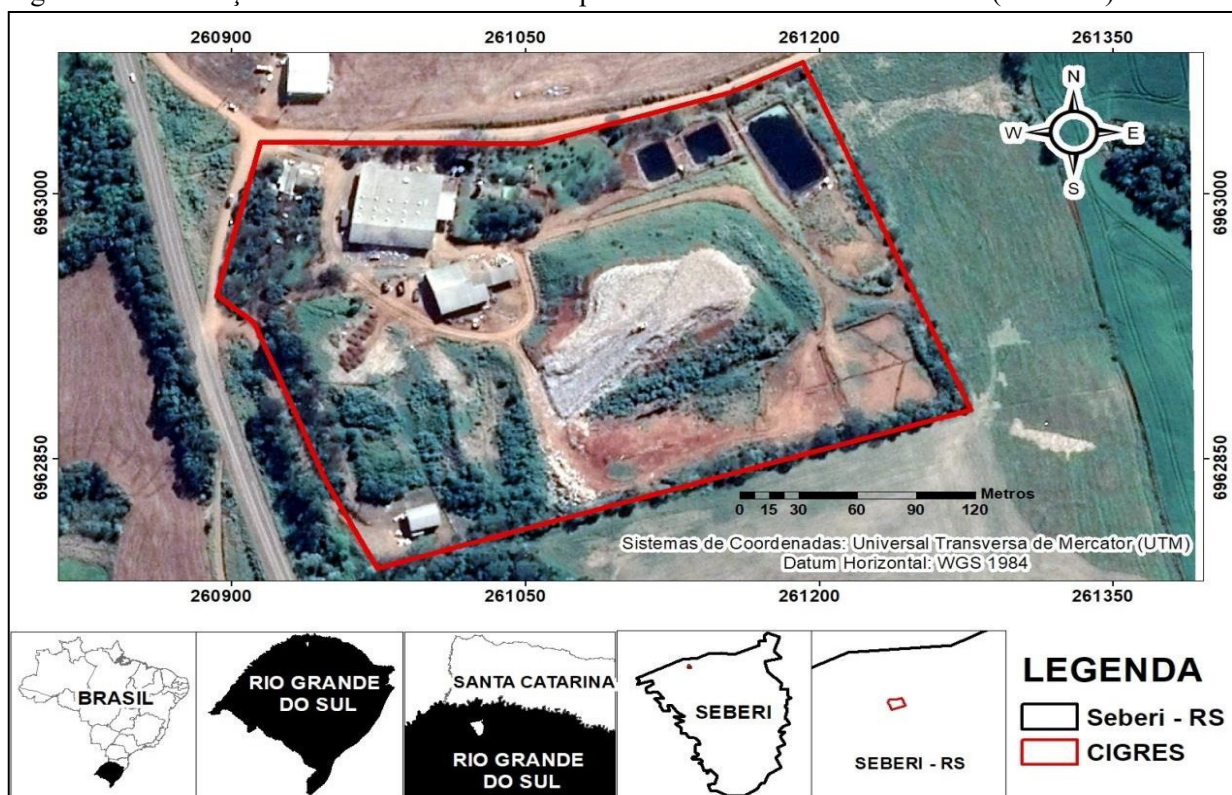 260900 261050 261200 261350
N
W E
S
6963000 6963000
6962850 6962850
Metros
0 15 30 60 90 120
Sistemas de Coordenadas: Universal Transversa de Mercator (UTM)
Datum Horizontal: WGS 1984
260900 261050 261200 261350
BRASIL
RIO GRANDE
DO SUL
SANTA CATARINA
RIO GRANDE
DO SUL
SEBERI
SEBERI - RS
LEGENDA
Seberi - RS
CIGRES